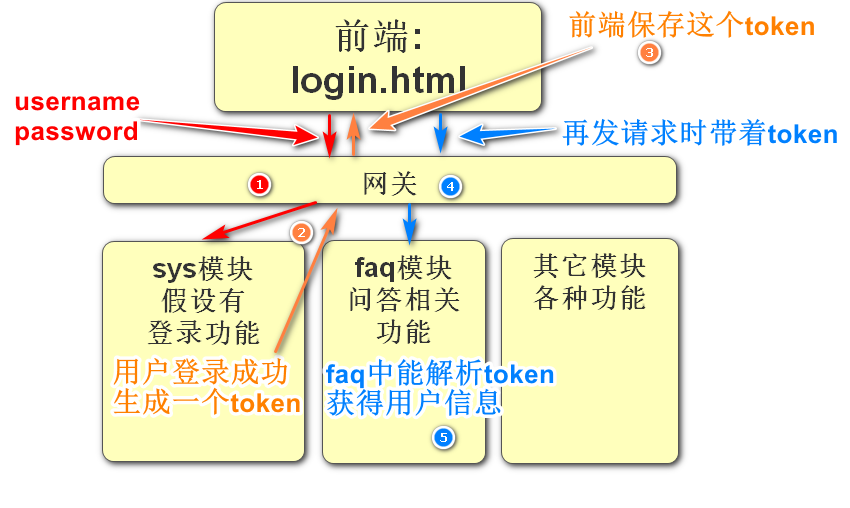 前端:
login.html
前端保存这个token
3
username
password
再发请求时带着token
1
网关
4
2
sys模块
假设有
登录功能
faq模块
问答相关
功能
其它模块
各种功能
用户登录成功
生成一个token
faq中能解析token
获得用户信息
5